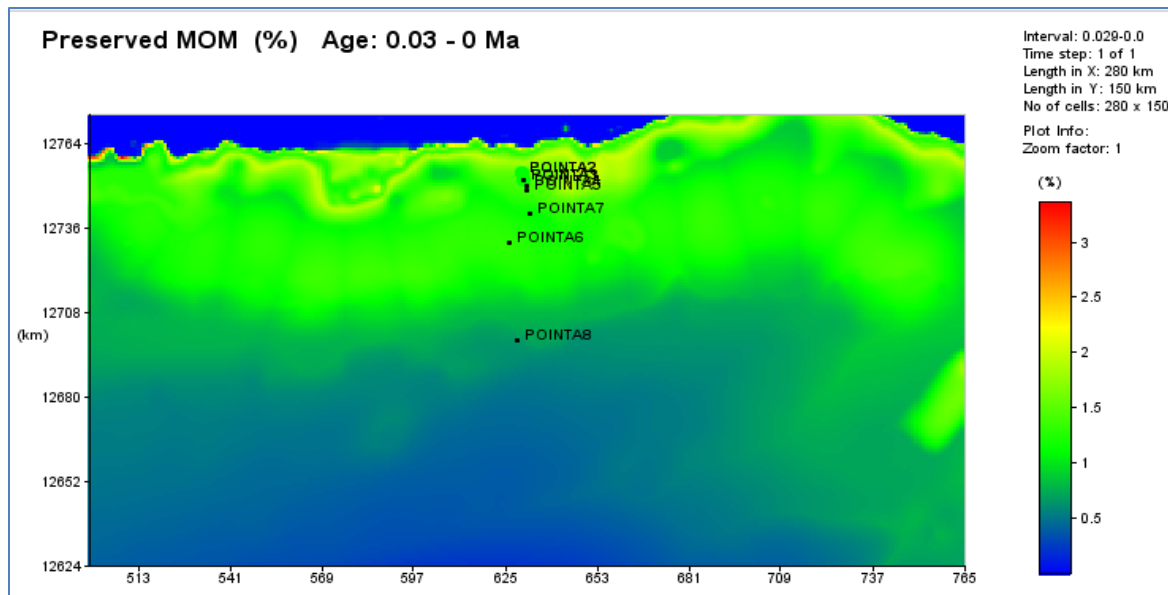 Preserved MOM (%) Age: 0.03 - 0 Ma
Interval: 0.029-0.0
Time step: 1 of 1
Length in X: 280 km
Length in Y: 150 km
No of cells: 280 x 150
Plot Info:
Zoom factor: 1
(%)
3
2.5
2
1.5
1
0.5
12764
12736
12708
(km)
12680
12652
12624
POINTA2
POINTA5
POINTA7
POINTA6
POINTA8
513
541
569
597
625
653
681
709
737
765